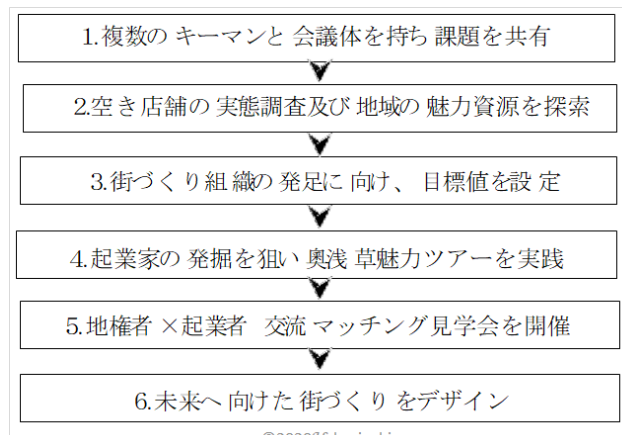 1.複数のキーマンと会議体を持ち課題を共有
2.空き店舗の実態調査及び地域の魅力資源を探索
3.街づくり組織の発足に向け、目標値を設定
4.起業家の発掘を狙い奥浅草魅力ツアーを実践
5.地権者×起業者 交流マッチング見学会を開催
6.未来へ向けた街づくりをデザイン